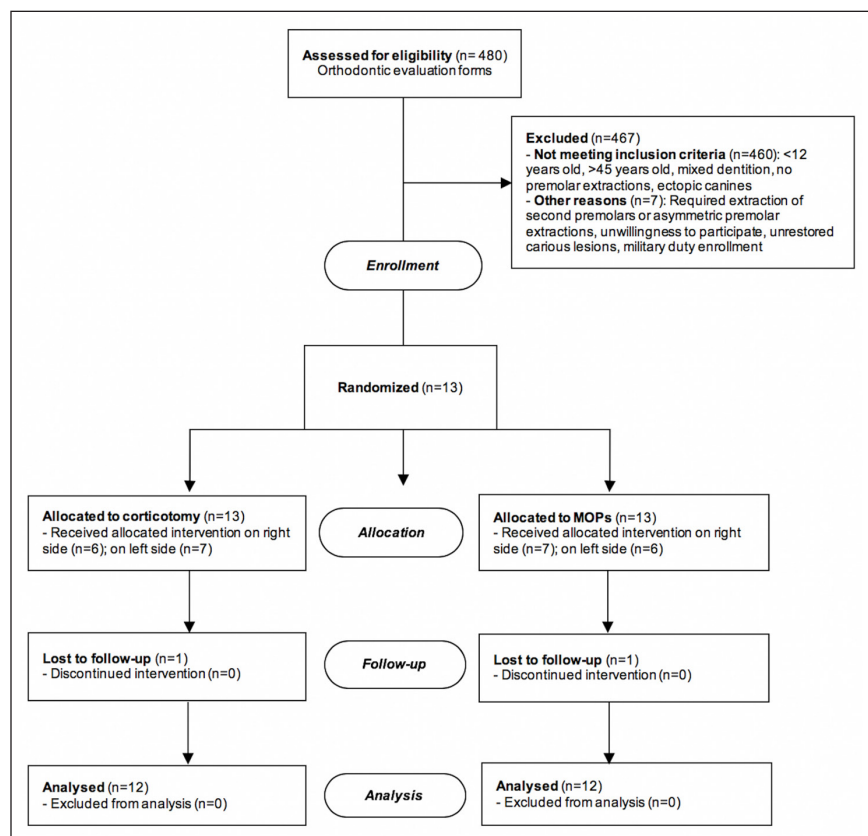 Assessed for eligibility (n= 480)
Orthodontic evaluation forms
Excluded (n=467)
- Not meeting inclusion criteria (n=460): <12
years old, >45 years old, mixed dentition, no
premolar extractions, ectopic canines
- Other reasons (n=7): Required extraction of
second premolars or asymmetric premolar
extractions, unwillingness to participate, unrestored
carious lesions, military duty enrollment
Enrollment
Randomized (n=13)
Allocated to corticotomy (n=13)
- Received allocated intervention on right
side (n=6); on left side (n=7)
Allocation
Allocated to MOPs (n=13)
- Received allocated intervention on right
side (n=7); on left side (n=6)
Lost to follow-up (n=1)
- Discontinued intervention (n=0)
Follow-up
Lost to follow-up (n=1)
- Discontinued intervention (n=0)
Analysed (n=12)
- Excluded from analysis (n=0)
Analysis
Analysed (n=12)
- Excluded from analysis (n=0)